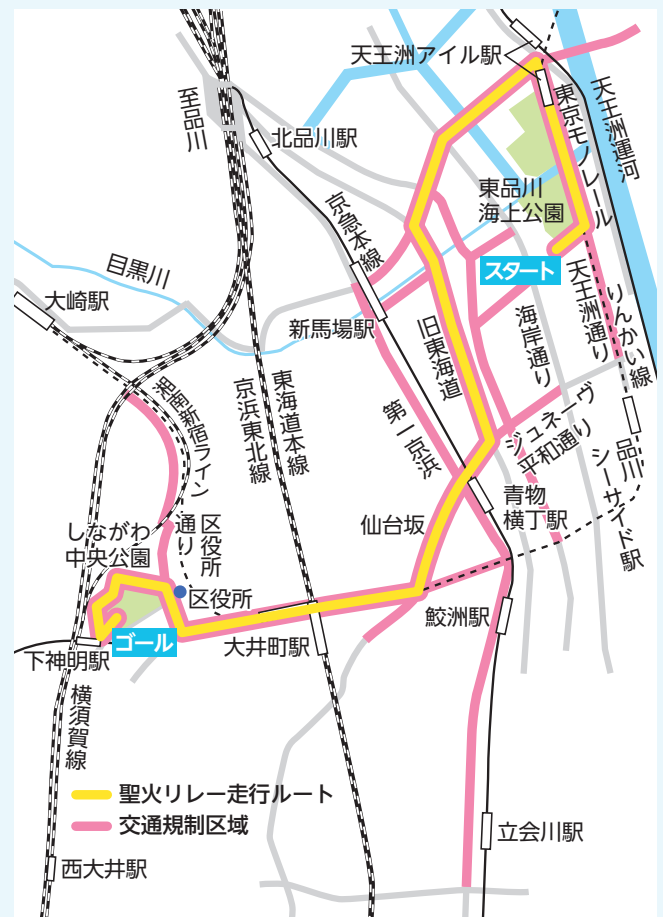 天王洲アイル駅
至品川
北品川駅
東京モノレール
天王洲運河
東品川
海上公園
京急本線
目黒川
スタート
大崎駅
天王洲通り
りんかい線
新馬場駅
旧東海道
海岸通り
湘南新宿ライン
京浜東北線
東海道本線
第一京浜
ジュネーヴ
平和通り
品川
シーサイド駅
青物
横丁駅
仙台坂
しながわ
中央公園
区役所
通り
区役所
鮫洲駅
ゴール
大井町駅
下神明駅
横須賀線
聖火リレー走行ルート
交通規制区域
立会川駅
西大井駅